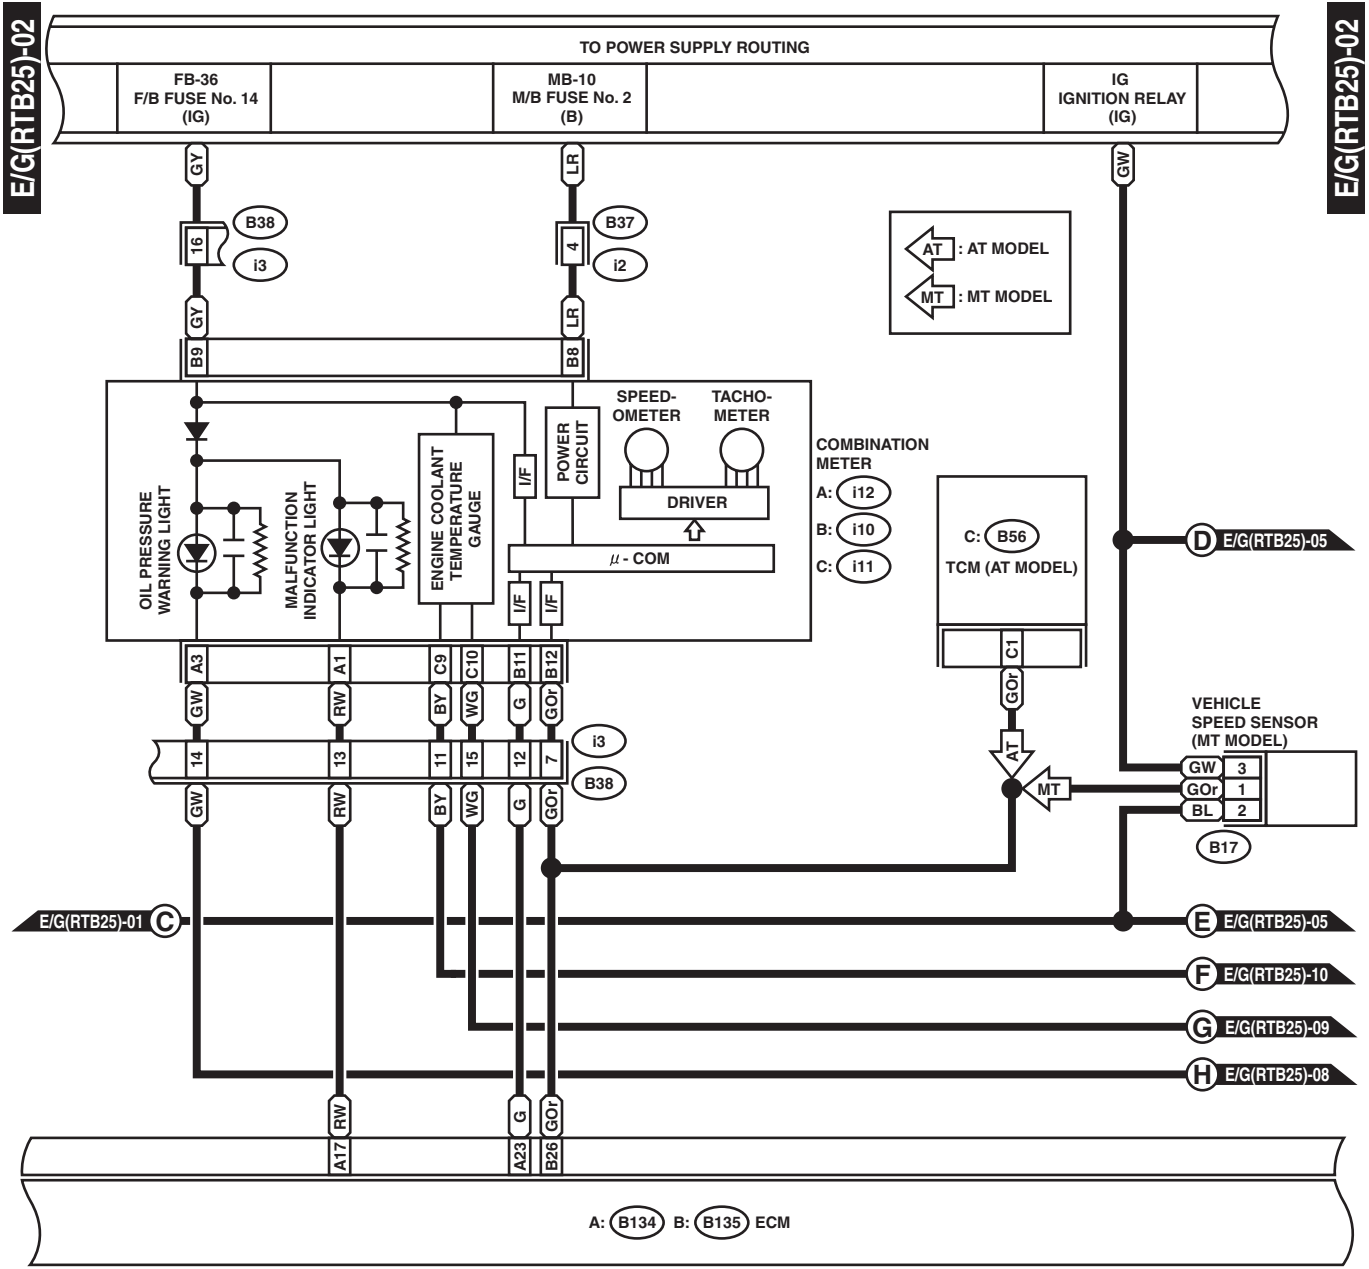 E/G(RTB25)-02
E/G(RTB25)-02
TO POWER SUPPLY ROUTING
FB-36
F/B FUSE No. 14
(IG)
MB-10
M/B FUSE No. 2
(B)
IG
IGNITION RELAY
(IG)
GY
LR
GW
16
B38
i3
4
B37
i2
AT : AT MODEL
MT : MT MODEL
GY
LR
B9
B8
OIL PRESSURE
WARNING LIGHT
MALFUNCTION
INDICATOR LIGHT
ENGINE COOLANT
TEMPERATURE
GAUGE
I/F
POWER
CIRCUIT
SPEED-
OMETER
TACHO-
METER
DRIVER
μ - COM
I/F
I/F
COMBINATION
METER
A: i12
B: i10
C: i11
C: B56
TCM (AT MODEL)
C1
GOr
AT
MT
D E/G(RTB25)-05
A3
A1
C9
C10
B11
B12
GW
RW
BY
WG
G
GOr
14
13
11
15
12
7
i3
B38
GW
RW
BY
WG
G
GOr
VEHICLE
SPEED SENSOR
(MT MODEL)
GW 3
GOr 1
BL 2
B17
E/G(RTB25)-01 C
E E/G(RTB25)-05
F E/G(RTB25)-10
G E/G(RTB25)-09
H E/G(RTB25)-08
RW
G
GOr
A17
A23
B26
A: B134 B: B135 ECM